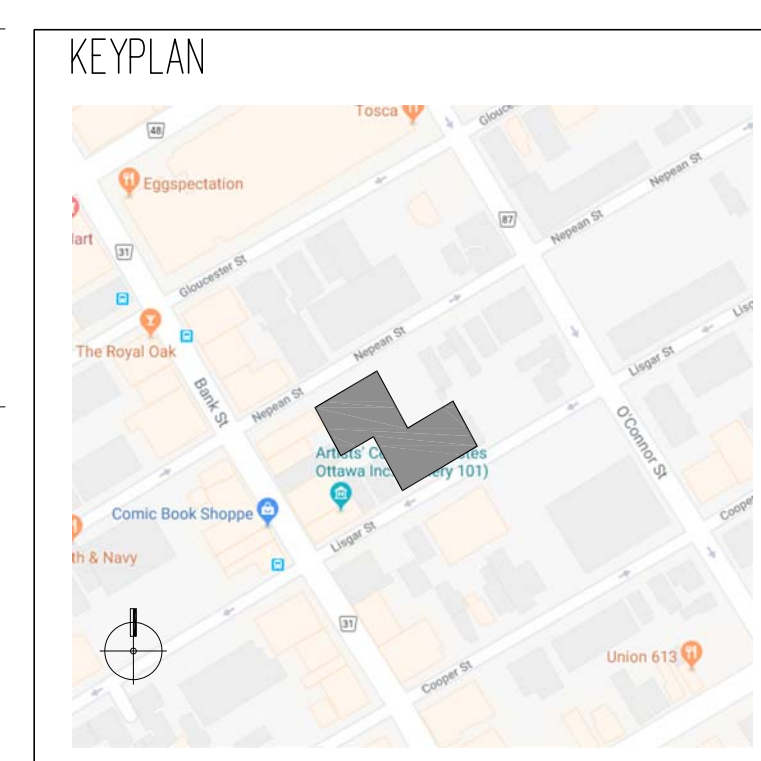 KEYPLAN
Tosca
Glouce
48
Eggspectation
Nepean St
87
Nepean St
lart
31
Gloucester St
Lisg
The Royal Oak
Nepean St
Lisgar St
Bank St
Nepean St
O'Connor St
Artists' C tes
Ottawa Inc ery 101)
Comic Book Shoppe
Coope
Lisgar St
th & Navy
31
Union 613
Cooper St